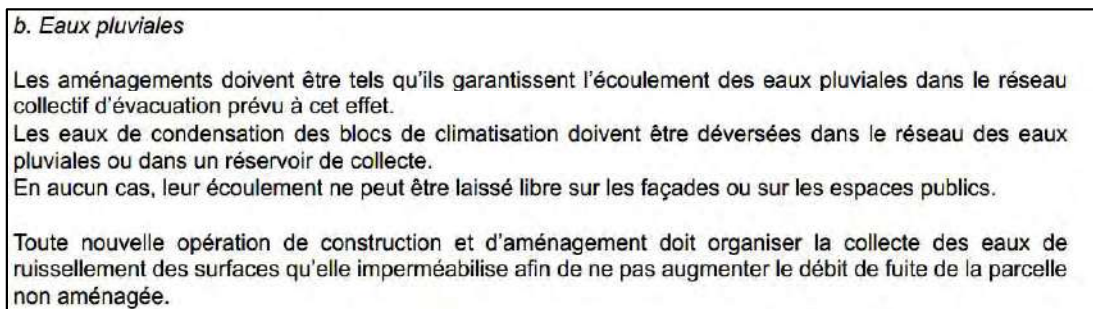 b. Eaux pluviales
Les aménagements doivent être tels qu'ils garantissent l'écoulement des eaux pluviales dans le réseau
collectif d'évacuation prévu à cet effet.
Les eaux de condensation des blocs de climatisation doivent être déversées dans le réseau des eaux
pluviales ou dans un réservoir de collecte.
En aucun cas, leur écoulement ne peut être laissé libre sur les façades ou sur les espaces publics.
Toute nouvelle opération de construction et d'aménagement doit organiser la collecte des eaux de
ruissellement des surfaces qu'elle imperméabilise afin de ne pas augmenter le débit de fuite de la parcelle
non aménagée.